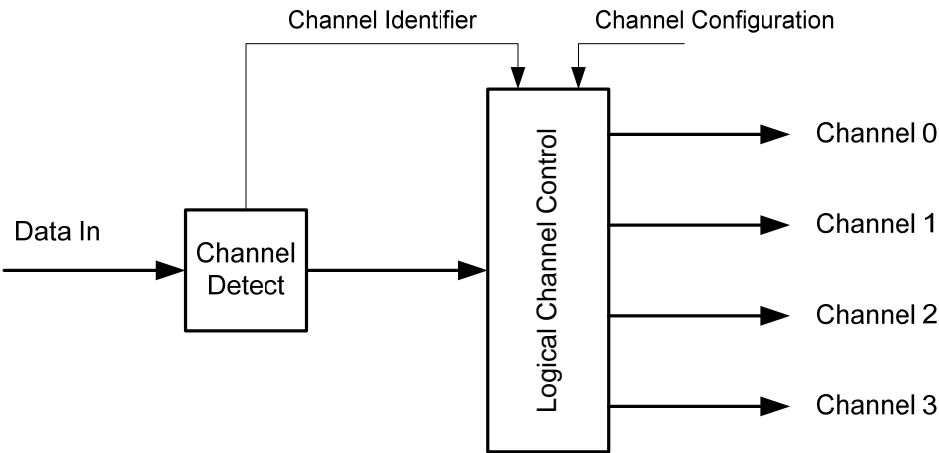 Channel Identifier
Channel Configuration
Data In
Channel
Detect
Logical Channel Control
Channel 0
Channel 1
Channel 2
Channel 3